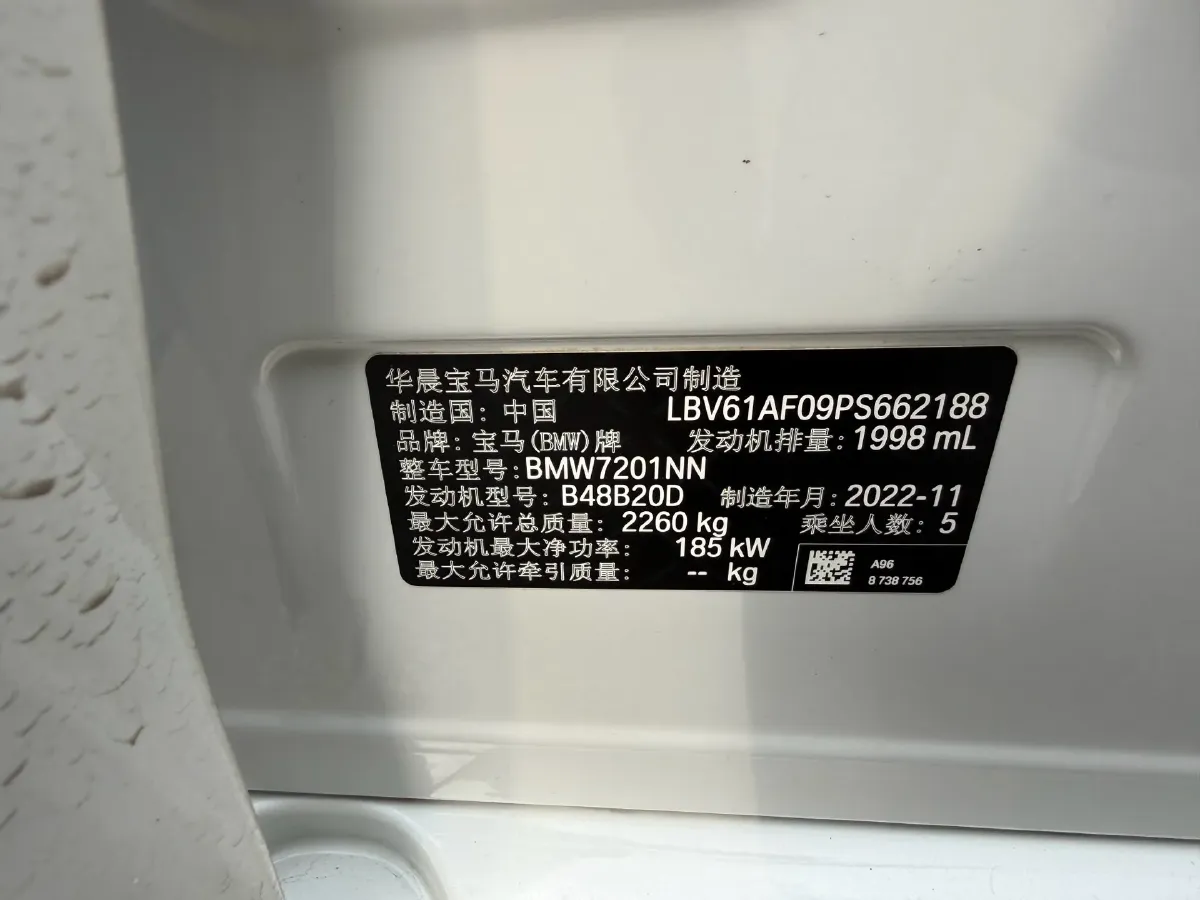 华晨宝马汽车有限公司制造
制造国：中国 LBV61AF09PS662188
品牌：宝马(BMW)牌 发动机排量：1998 mL
整车型号：BMW7201NN
发动机型号：B48B20D 制造年月：2022-11
最大允许总质量：2260 kg 乘坐人数：5
发动机最大净功率：185 kW
最大允许牵引质量：-- kg
A96
8 738 756